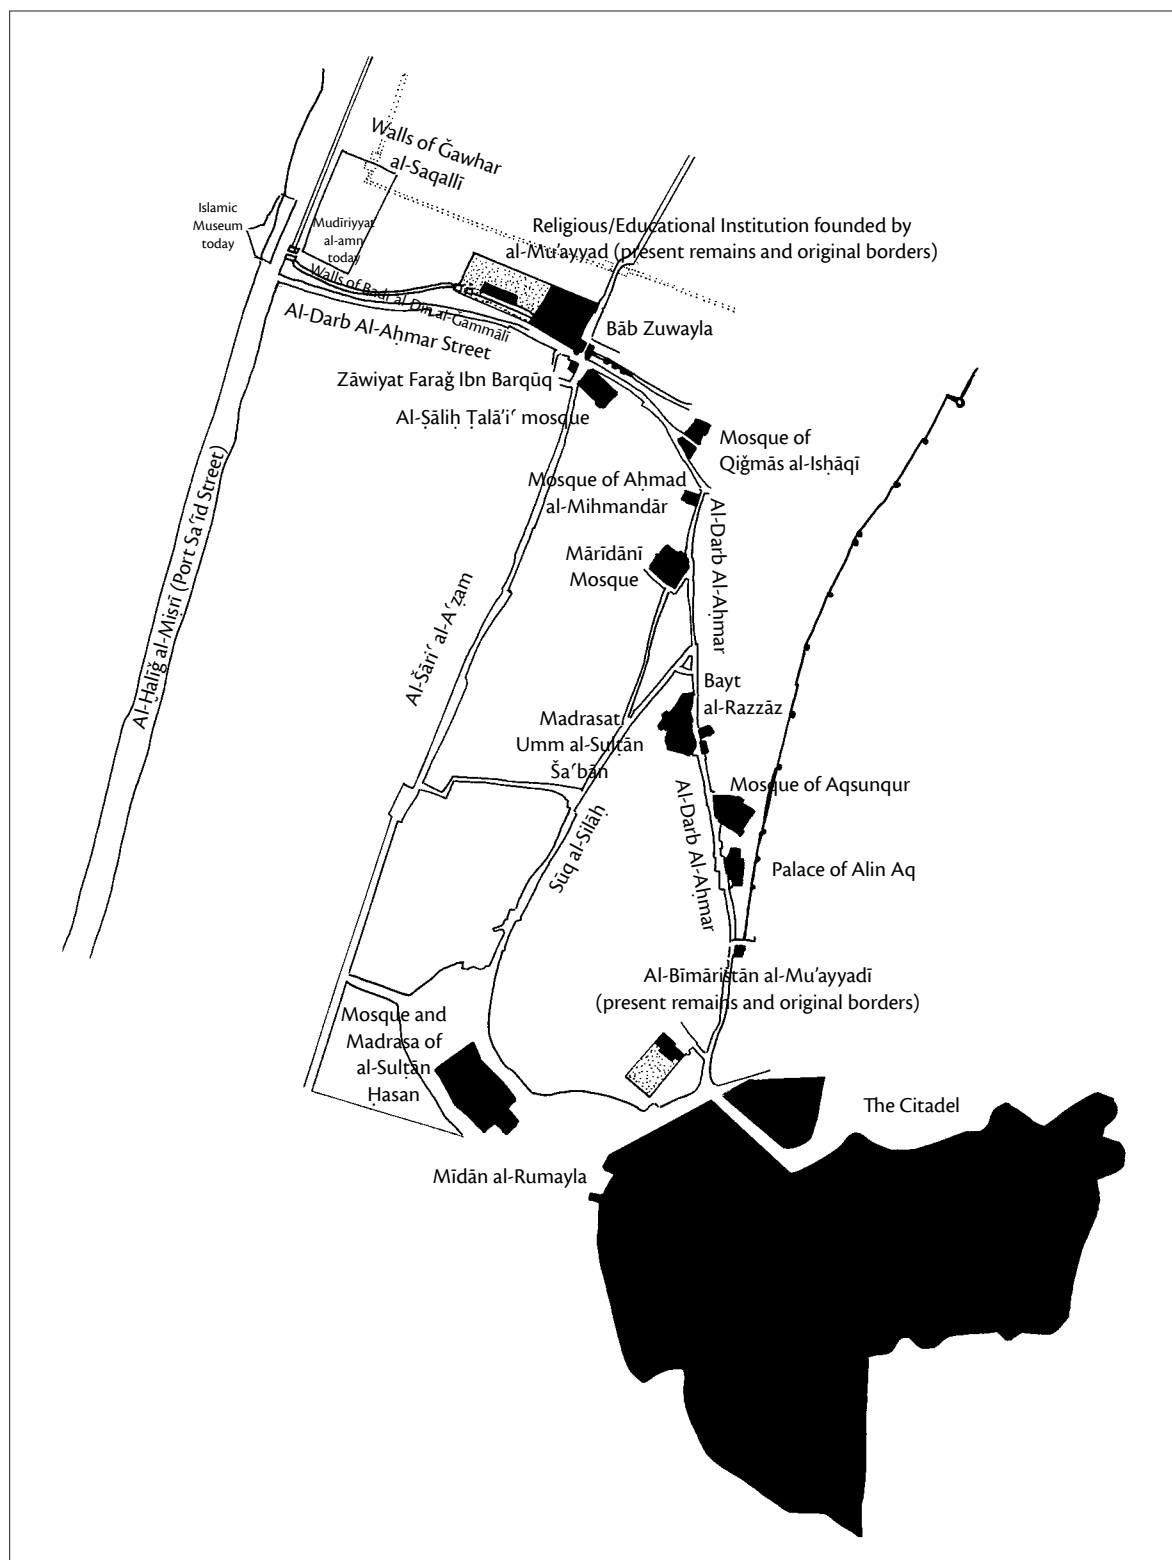 Walls of Ǧawhar
al-Saqallī
Islamic
Museum
today
Mudīriyyat
al-amn
today
Religious/Educational Institution founded by
al-Mu’ayyad (present remains and original borders)
Walls of Badi al-Din al-Ǧammālī
Al-Darb Al-Aḥmar Street
Bāb Zuwayla
Zāwiyat Faraǧ Ibn Barqūq
Al-Ṣāliḥ Ṭalā’i‘ mosque
Mosque of
Qiǧmās al-Isḥāqī
Mosque of Aḥmad
al-Mihmandār
Al-Darb Al-Aḥmar
Mārīdānī
Mosque
Al-Ḥalīǧ al-Miṣrī (Port Sa‘īd Street)
Al-Šāri‘ al-A‘ẓam
Bayt
al-Razzāz
Madrasat
Umm al-Sulṭān
Ša‘bān
Mosque of Aqsunqur
Al-Darb Al-Aḥmar
Sūq al-Silāḥ
Palace of Alin Aq
Al-Bīmāristān al-Mu’ayyadī
(present remains and original borders)
Mosque and
Madrasa of
al-Sulṭān
Ḥasan
The Citadel
Mīdān al-Rumayla